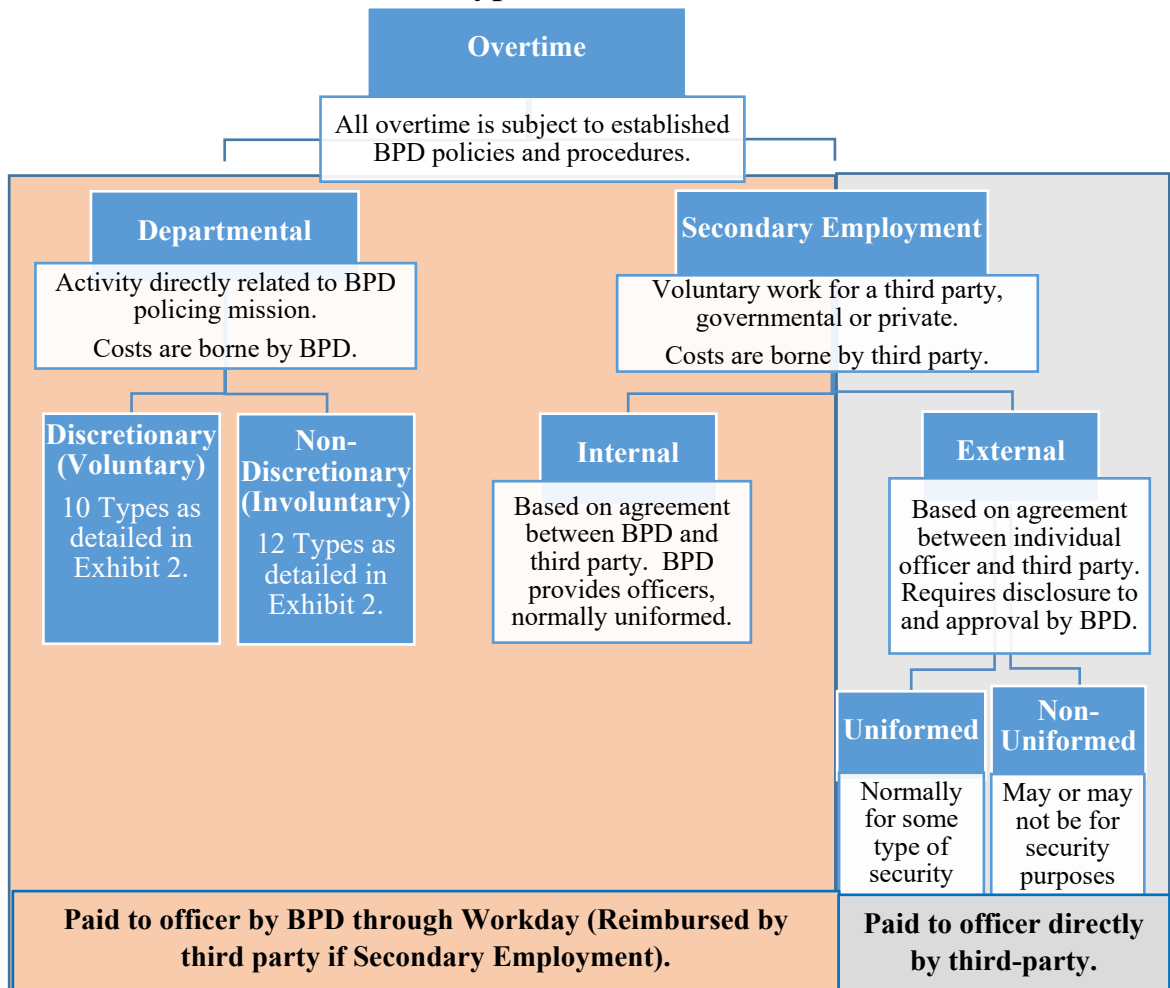 Overtime
All overtime is subject to established
BPD policies and procedures.
Departmental
Activity directly related to BPD
policing mission.
Costs are borne by BPD.
Secondary Employment
Voluntary work for a third party,
governmental or private.
Costs are borne by third party.
Discretionary
(Voluntary)
10 Types as
detailed in
Exhibit 2.
Non-
Discretionary
(Involuntary)
12 Types as
detailed in
Exhibit 2.
Internal
Based on agreement
between BPD and
third party. BPD
provides officers,
normally uniformed.
External
Based on agreement
between individual
officer and third party.
Requires disclosure to
and approval by BPD.
Uniformed
Normally
for some
type of
security
Non-
Uniformed
May or may
not be for
security
purposes
Paid to officer by BPD through Workday (Reimbursed by
third party if Secondary Employment).
Paid to officer directly
by third-party.